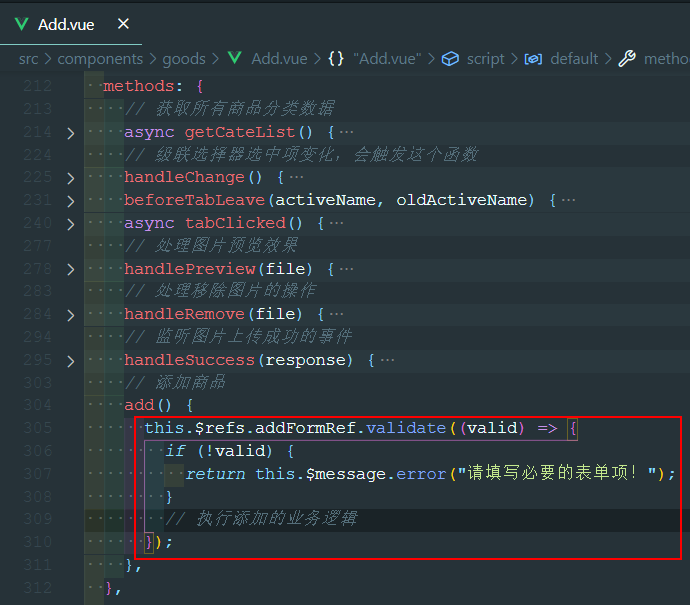 Add.vue ×
src > components > goods > Add.vue > {} "Add.vue" > script > default > metho
212 methods: {
213 // 获取所有商品分类数据
214 > async getCateList() { ···
224 // 级联选择器选中项变化，会触发这个函数
225 > handleChange() { ···
231 > beforeTabLeave(activeName, oldActiveName) { ···
240 > async tabClicked() { ···
277 // 处理图片预览效果
278 > handlePreview(file) { ···
283 // 处理移除图片的操作
284 > handleRemove(file) { ···
294 // 监听图片上传成功的事件
295 > handleSuccess(response) { ···
303 // 添加商品
304 add() {
305 this.$refs.addFormRef.validate((valid) => {
306 if (!valid) {
307 return this.$message.error("请填写必要的表单项！");
308 }
309 // 执行添加的业务逻辑
310 });
311 },
312 },